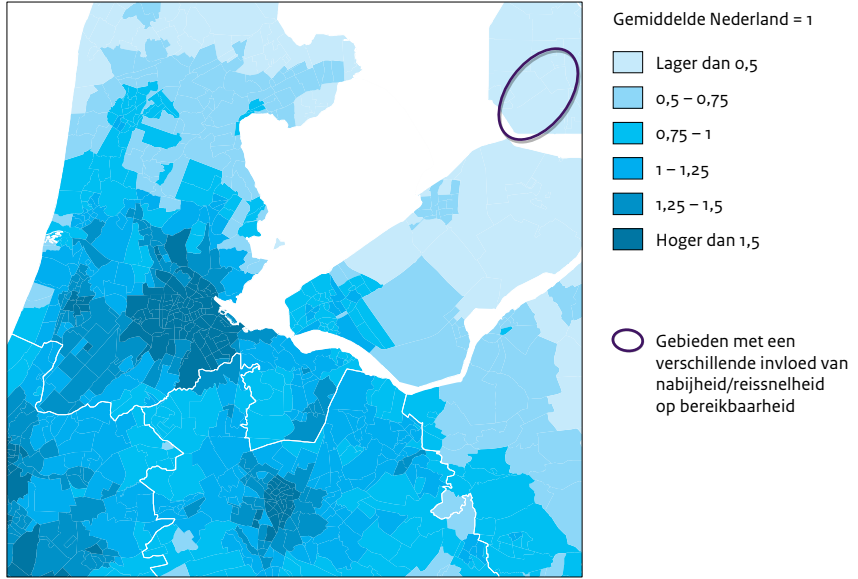 Gemiddelde Nederland = 1
Lager dan 0,5
0,5 – 0,75
0,75 – 1
1 – 1,25
1,25 – 1,5
Hoger dan 1,5
Gebieden met een
verschillende invloed van
nabijheid/reissnelheid
op bereikbaarheid